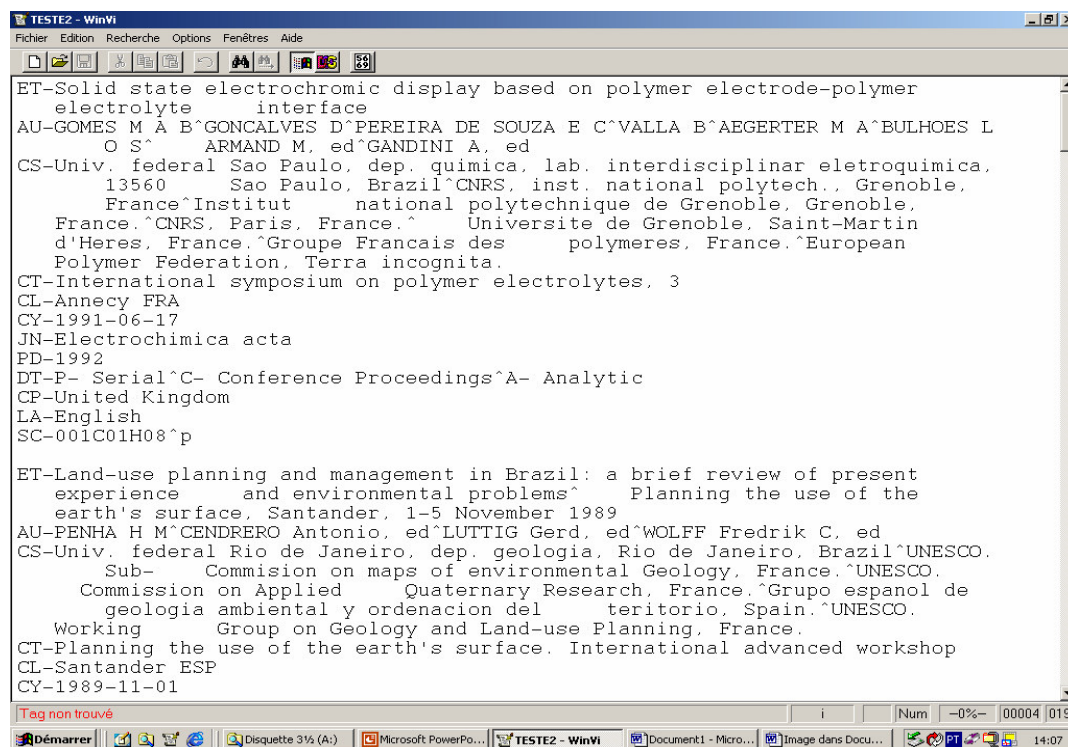 TESTE2 - WinVi
Fichier Edition Recherche Options Fenêtres Aide
ET-Solid state electrochromic display based on polymer electrode-polymer
electrolyte interface
AU-GOMES M A B^GONCALVES D^PEREIRA DE SOUZA E C^VALLA B^AEGERTER M A^BULHOES L
O S^ ARMAND M, ed^GANDINI A, ed
CS-Univ. federal Sao Paulo, dep. quimica, lab. interdisciplinar eletroquimica,
13560 Sao Paulo, Brazil^CNRS, inst. national polytech., Grenoble,
France^Institut national polytechnique de Grenoble, Grenoble,
France.^CNRS, Paris, France.^ Universite de Grenoble, Saint-Martin
d'Heres, France.^Groupe Francais des polymeres, France.^European
Polymer Federation, Terra incognita.
CT-International symposium on polymer electrolytes, 3
CL-Annecy FRA
CY-1991-06-17
JN-Electrochimica acta
PD-1992
DT-P- Serial^C- Conference Proceedings^A- Analytic
CP-United Kingdom
LA-English
SC-001C01H08^p
ET-Land-use planning and management in Brazil: a brief review of present
experience and environmental problems^ Planning the use of the
earth's surface, Santander, 1-5 November 1989
AU-PENHA H M^CENDRERO Antonio, ed^LUTTIG Gerd, ed^WOLFF Fredrik C, ed
CS-Univ. federal Rio de Janeiro, dep. geologia, Rio de Janeiro, Brazil^UNESCO.
Sub- Commision on maps of environmental Geology, France.^UNESCO.
Commission on Applied Quaternary Research, France.^Grupo espanol de
geologia ambiental y ordenacion del teritorio, Spain.^UNESCO.
Working Group on Geology and Land-use Planning, France.
CT-Planning the use of the earth's surface. International advanced workshop
CL-Santander ESP
CY-1989-11-01
Tag non trouvé i Num -0%- 00004 019
Démarrer Disquette 3½ (A:) Microsoft PowerPo... TESTE2 - WinVi Document1 - Micro... Image dans Docu... PT 14:07